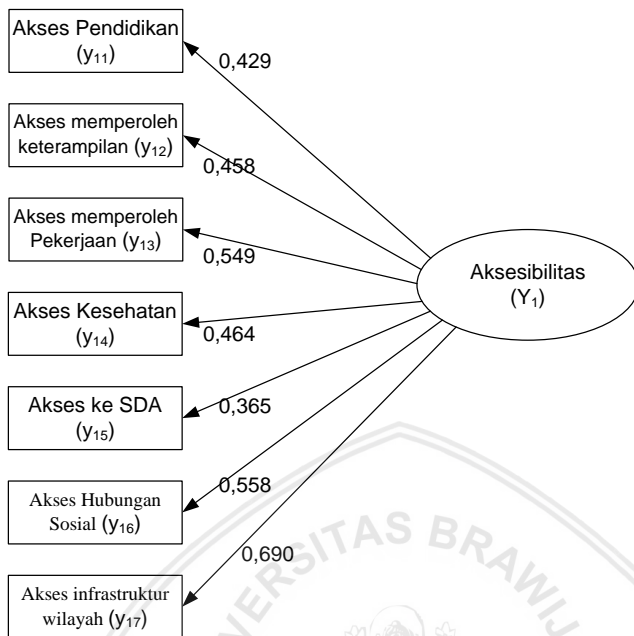 Akses Pendidikan
(y₁₁)
0,429
Akses memperoleh
keterampilan (y₁₂)
0,458
Akses memperoleh
Pekerjaan (y₁₃)
0,549
Aksesibilitas
(Y₁)
Akses Kesehatan
(y₁₄)
0,464
Akses ke SDA
(y₁₅)
0,365
Akses Hubungan
Sosial (y₁₆)
0,558
Akses infrastruktur
wilayah (y₁₇)
0,690
VERSITAS BRAWIJ